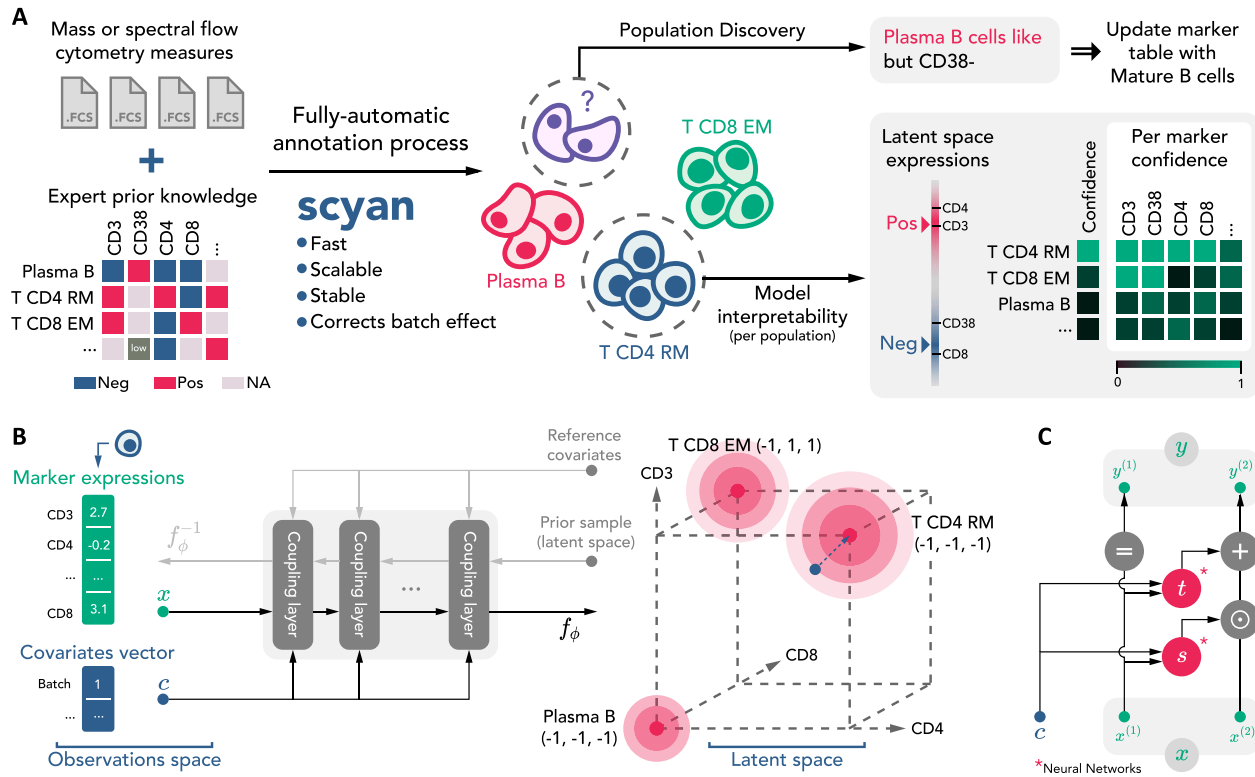 A
Mass or spectral flow
cytometry measures
.FCS
.FCS
.FCS
.FCS
+
Expert prior knowledge
CD3
CD38
CD4
CD8
...
Plasma B
T CD4 RM
T CD8 EM
...
low
Neg
Pos
NA
Fully-automatic
annotation process
scyan
Fast
Scalable
Stable
Corrects batch effect
?
Plasma B
T CD8 EM
T CD4 RM
Population Discovery
Plasma B cells like
but CD38-
⇒
Update marker
table with
Mature B cells
Model
interpretability
(per population)
Latent space
expressions
Pos
CD4
CD3
Neg
CD38
CD8
Confidence
Per marker
confidence
CD3
CD38
CD4
CD8
...
T CD4 RM
T CD8 EM
Plasma B
...
0
1
B
Marker expressions
CD3
2.7
CD4
-0.2
...
...
CD8
3.1
x
Covariates vector
Batch
1
...
...
c
Observations space
f_ϕ^{-1}
Coupling layer
Coupling layer
...
Coupling layer
Reference
covariates
Prior sample
(latent space)
f_ϕ
T CD8 EM (-1, 1, 1)
CD3
T CD4 RM
(-1, -1, -1)
CD8
Plasma B
(-1, -1, -1)
CD4
Latent space
C
y
y^{(1)}
y^{(2)}
=
+
t
*
⊙
s
*
c
x^{(1)}
x^{(2)}
x
*Neural Networks